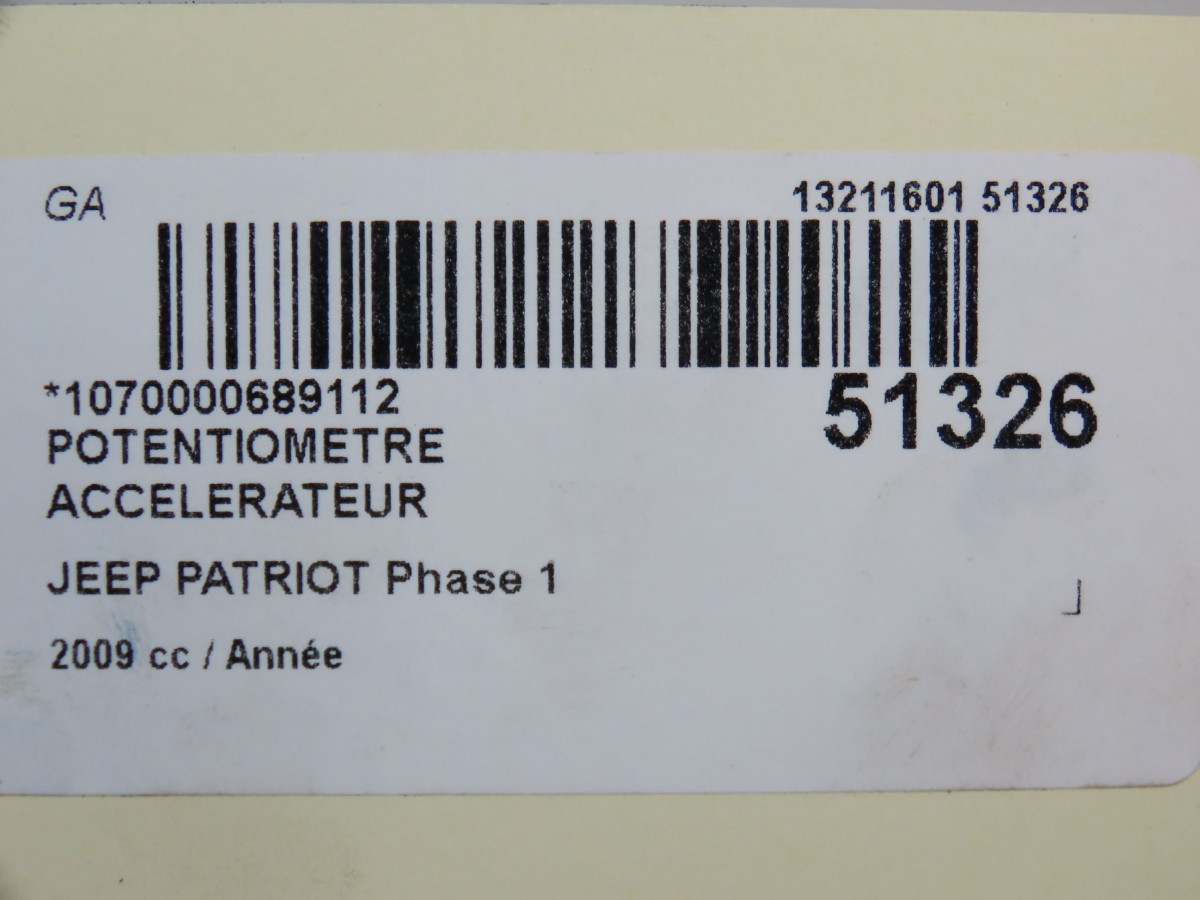 GA
13211601 51326
*1070000689112
51326
POTENTIOMETRE
ACCELERATEUR
JEEP PATRIOT Phase 1
2009 cc / Année